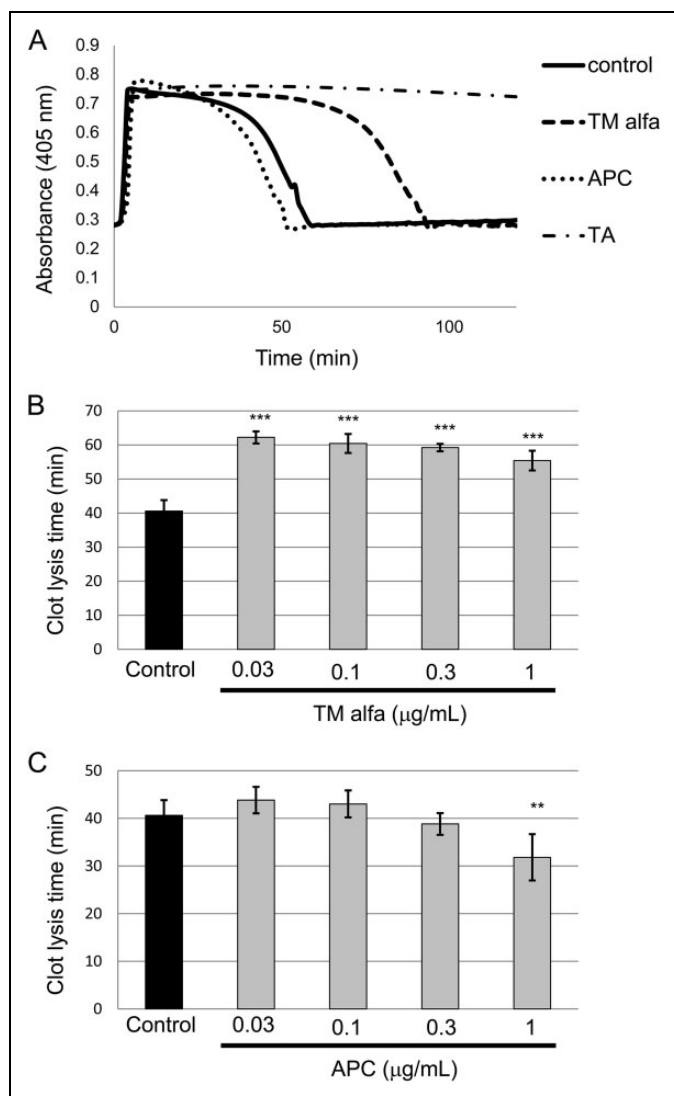 A
0.9
0.8
0.7
0.6
0.5
0.4
0.3
0.2
0.1
0
Absorbance (405 nm)
0 50 100
Time (min)
control
TM alfa
APC
TA
B
70
60
50
40
30
20
10
0
Clot lysis time (min)
*** *** *** ***
Control 0.03 0.1 0.3 1
TM alfa (μg/mL)
C
50
40
30
20
10
0
Clot lysis time (min)
**
Control 0.03 0.1 0.3 1
APC (μg/mL)